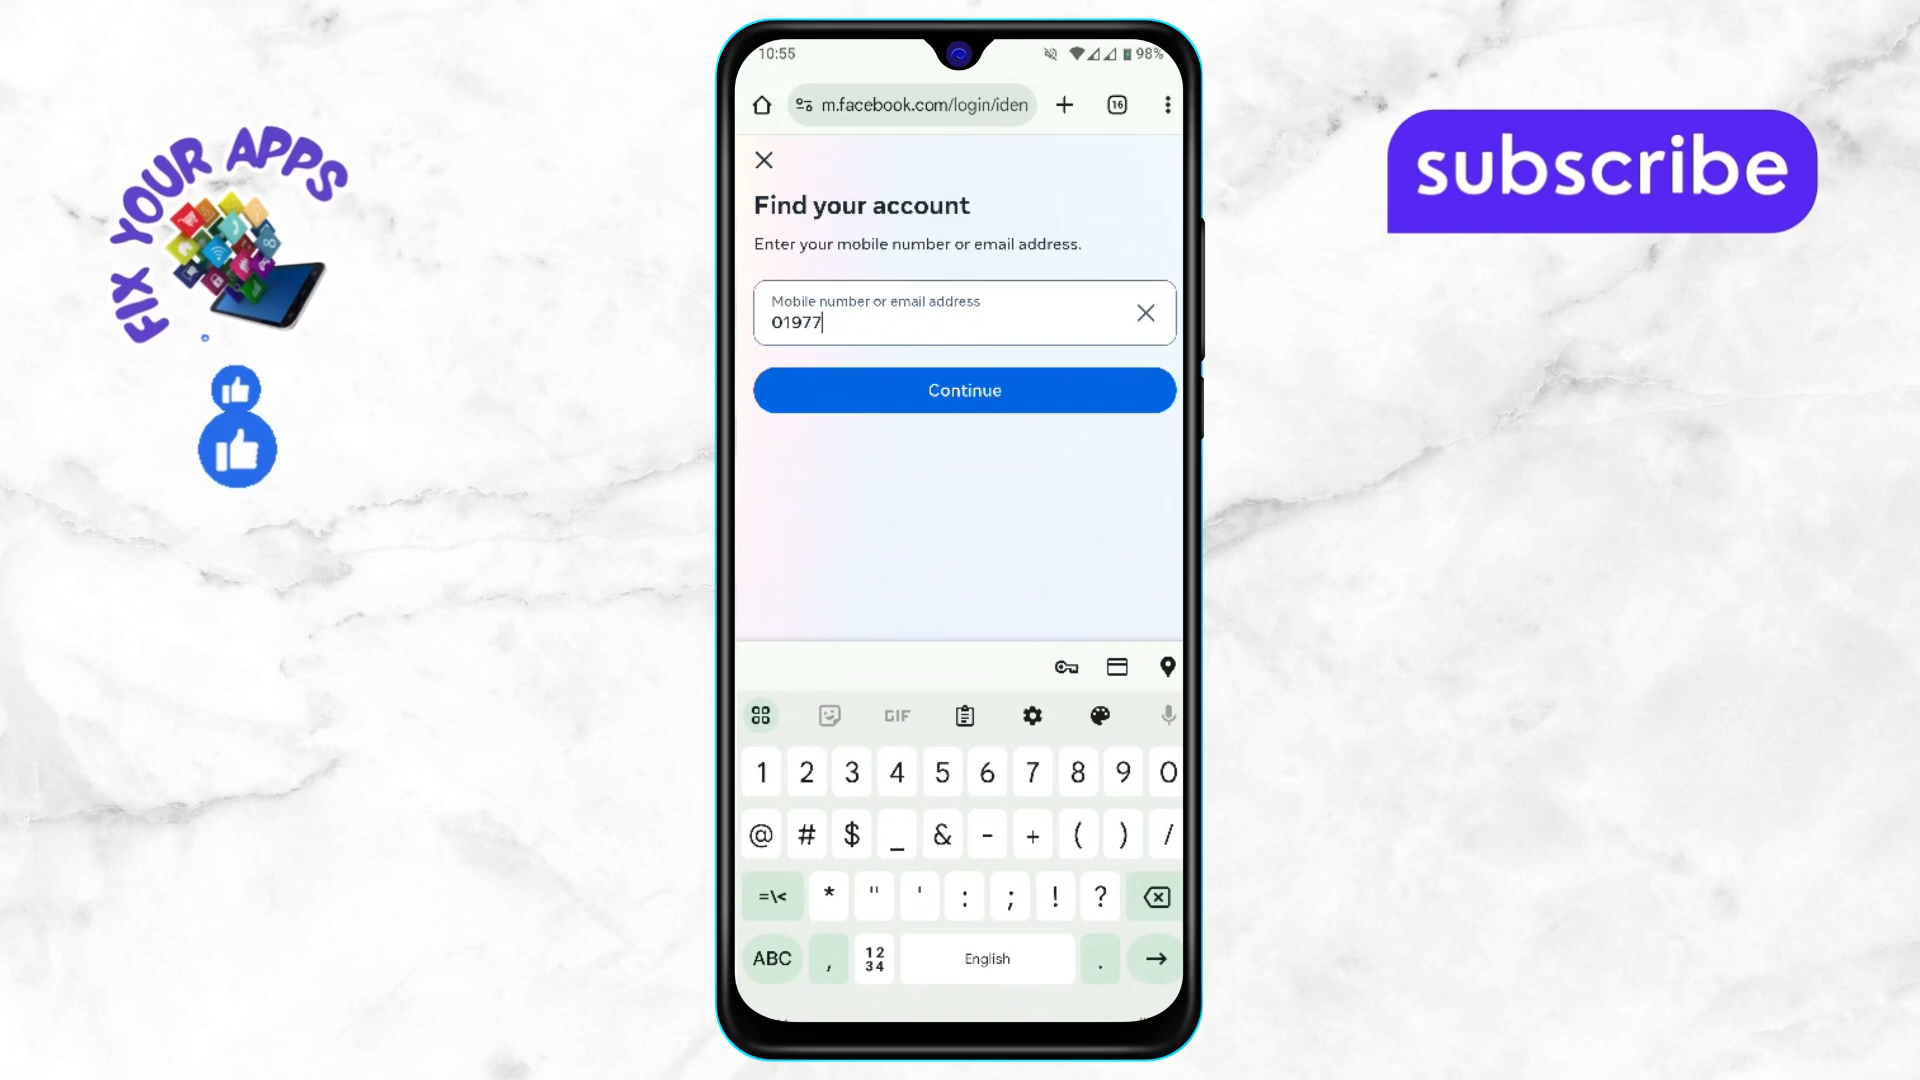 FIX YOUR APPS
subscribe
10:55
98%
m.facebook.com/login/iden
16
Find your account
Enter your mobile number or email address.
Mobile number or email address
01977
Continue
GIF
1 2 3 4 5 6 7 8 9 0
@ # $ _ & - + ( ) /
=\< * " ' : ; ! ?
ABC , 12 34 English .